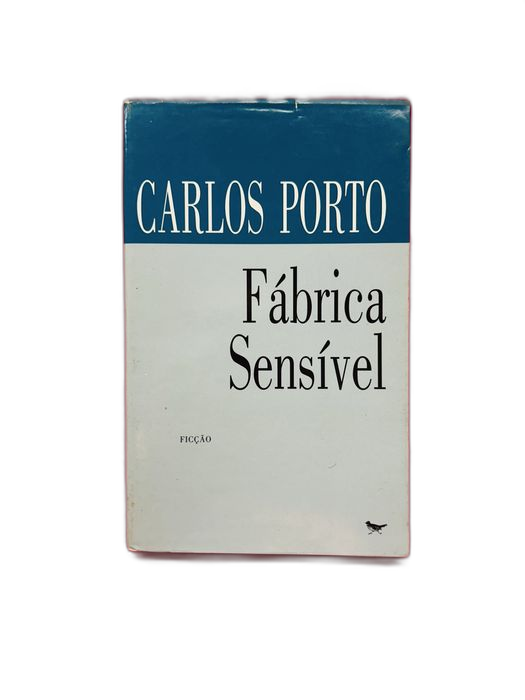 CARLOS PORTO
Fábrica
Sensível
FICÇÃO